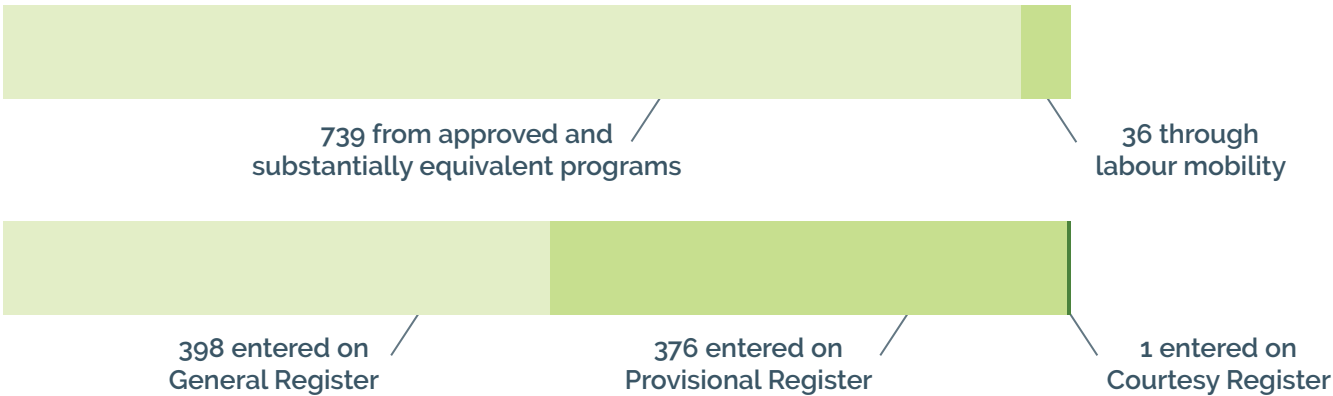 739 from approved and
substantially equivalent programs
36 through
labour mobility
398 entered on
General Register
376 entered on
Provisional Register
1 entered on
Courtesy Register